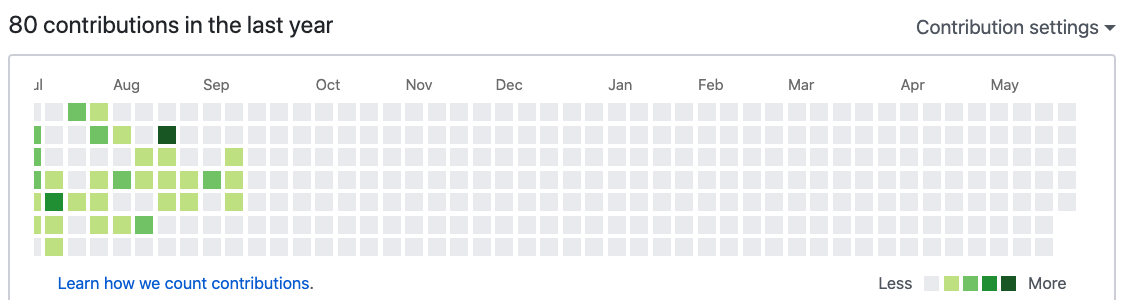 80 contributions in the last year
Contribution settings
ul Aug Sep Oct Nov Dec Jan Feb Mar Apr May
Learn how we count contributions.
Less More